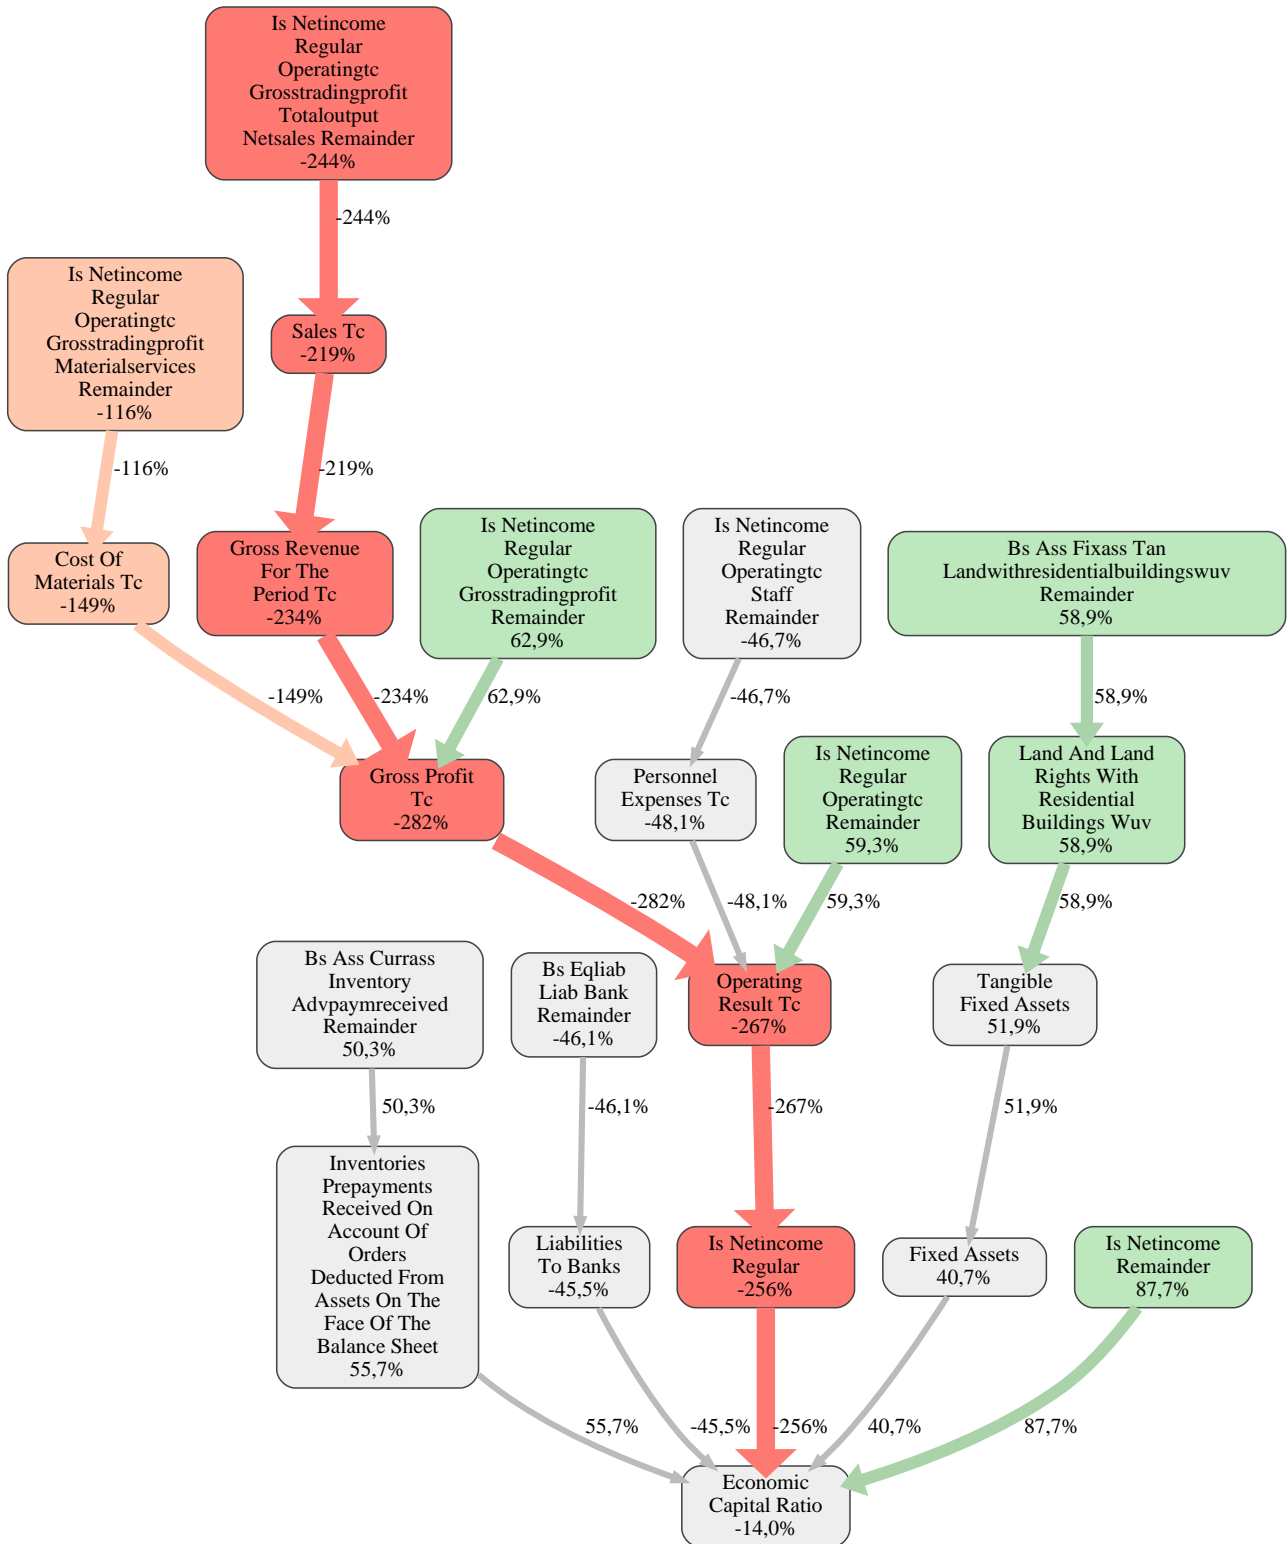 Is Netincome
Regular
Operatingtc
Grosstradingprofit
Totaloutput
Netsales Remainder
-244%
-244%
Is Netincome
Regular
Operatingtc
Grosstradingprofit
Materialservices
Remainder
-116%
Sales Tc
-219%
-116%
-219%
Cost Of
Materials Tc
-149%
Gross Revenue
For The
Period Tc
-234%
Is Netincome
Regular
Operatingtc
Grosstradingprofit
Remainder
62,9%
Is Netincome
Regular
Operatingtc
Staff
Remainder
-46,7%
Bs Ass Fixass Tan
Landwithresidentialbuildingswuv
Remainder
58,9%
-149%
-234%
62,9%
-46,7%
58,9%
Gross Profit
Tc
-282%
Personnel
Expenses Tc
-48,1%
Is Netincome
Regular
Operatingtc
Remainder
59,3%
Land And Land
Rights With
Residential
Buildings Wuv
58,9%
-282%
-48,1%
59,3%
58,9%
Bs Ass Currass
Inventory
Advpaymreceived
Remainder
50,3%
Bs Eqliab
Liab Bank
Remainder
-46,1%
Operating
Result Tc
-267%
Tangible
Fixed Assets
51,9%
50,3%
-46,1%
-267%
51,9%
Inventories
Prepayments
Received On
Account Of
Orders
Deducted From
Assets On The
Face Of The
Balance Sheet
55,7%
Liabilities
To Banks
-45,5%
Is Netincome
Regular
-256%
Fixed Assets
40,7%
Is Netincome
Remainder
87,7%
55,7%
-45,5%
-256%
40,7%
87,7%
Economic
Capital Ratio
-14,0%